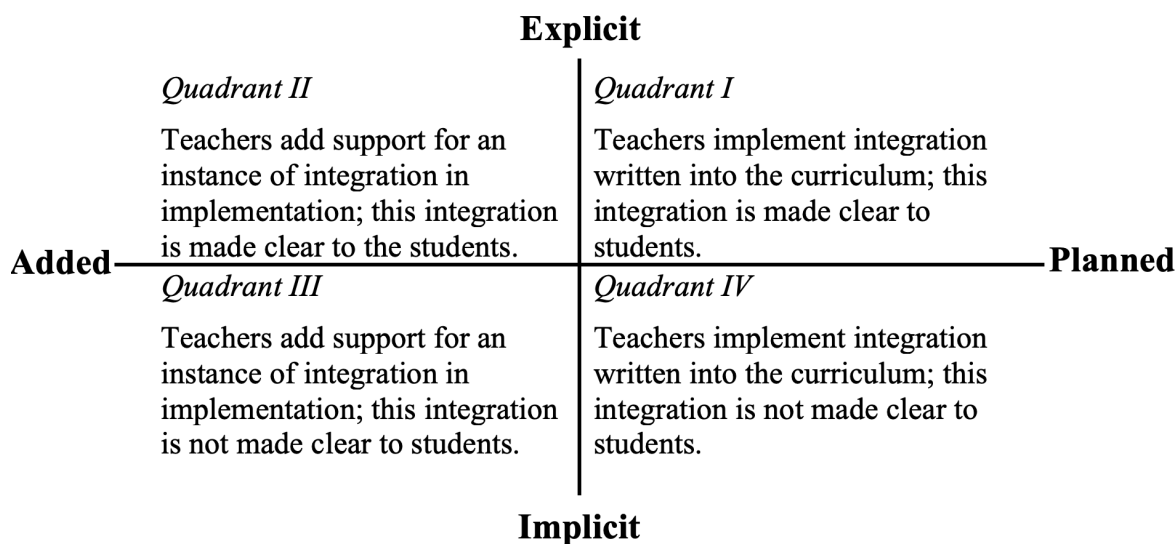 Explicit
Quadrant II
Teachers add support for an
instance of integration in
implementation; this integration
is made clear to the students.
Quadrant I
Teachers implement integration
written into the curriculum; this
integration is made clear to
students.
Added
Planned
Quadrant III
Teachers add support for an
instance of integration in
implementation; this integration
is not made clear to students.
Quadrant IV
Teachers implement integration
written into the curriculum; this
integration is not made clear to
students.
Implicit